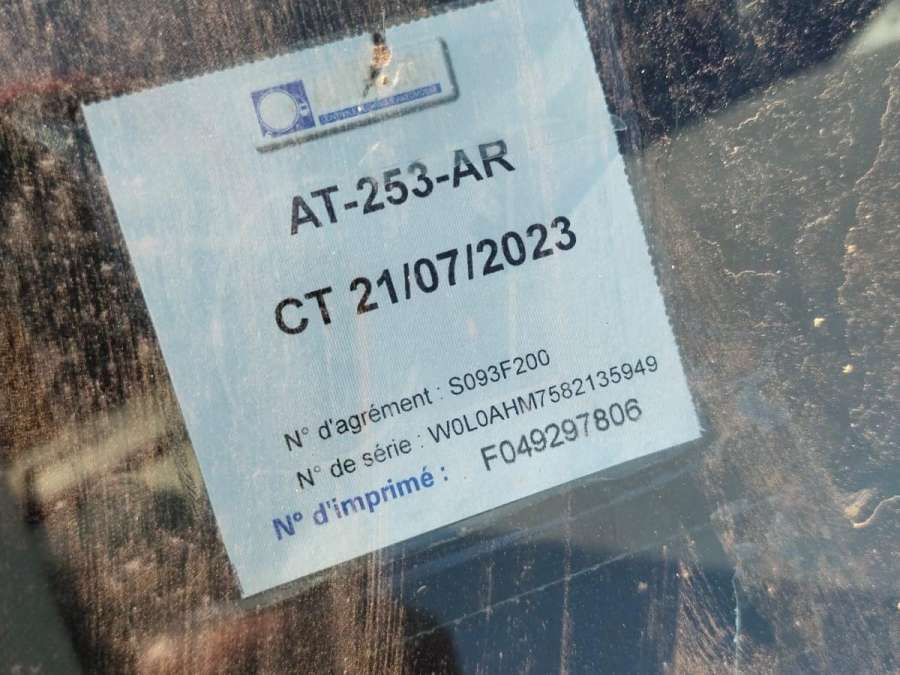 AT-253-AR
CT 21/07/2023
N° d'agrément : S093F200
N° de série : W0L0AHM7582135949
N° d'imprimé : F049297806